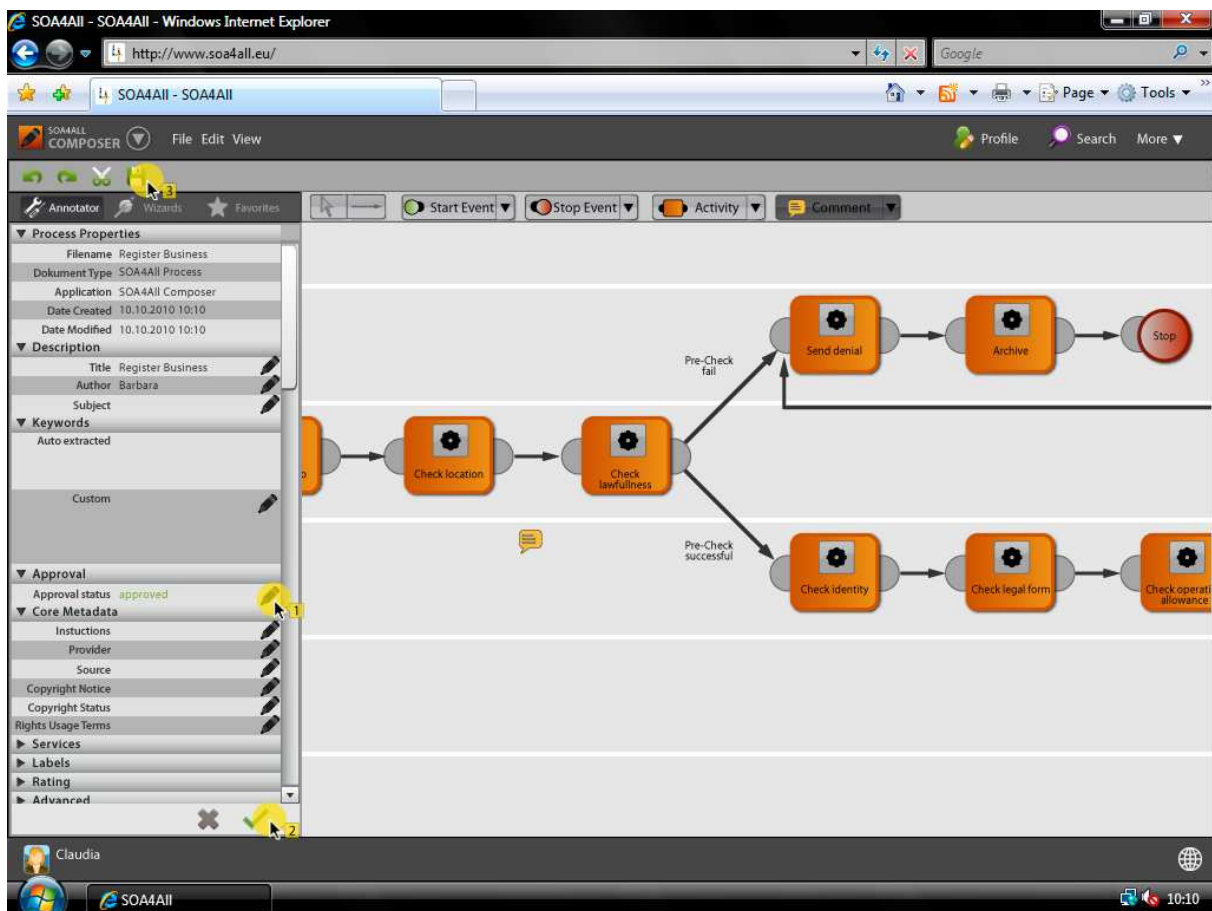 SOA4All - SOA4All - Windows Internet Explorer
http://www.soa4all.eu/
Google
SOA4All - SOA4All
Page
Tools
SOA4ALL
COMPOSER
File Edit View
Profile
Search
More
3
Annotator
Wizards
Favorites
Start Event
Stop Event
Activity
Comment
Process Properties
Filename Register Business
Dokument Type SOA4All Process
Application SOA4All Composer
Date Created 10.10.2010 10:10
Date Modified 10.10.2010 10:10
Description
Title Register Business
Author Barbara
Subject
Keywords
Auto extracted
Custom
Approval
Approval status approved
1
Core Metadata
Instuctions
Provider
Source
Copyright Notice
Copyright Status
Rights Usage Terms
Services
Labels
Rating
Advanced
2
Pre-Check
fail
Send denial
Archive
Stop
Check location
Check
lawfullness
Pre-Check
successful
Check identity
Check legal form
Check operati
allowance
Claudia
SOA4All
10:10